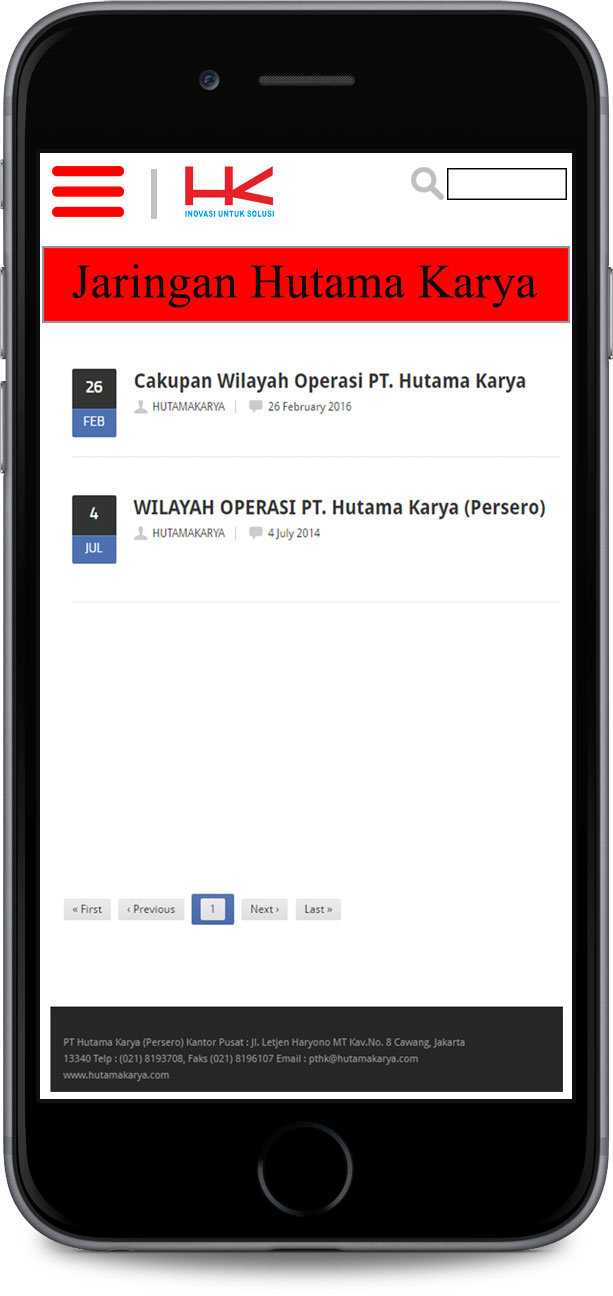 HK
INOVASI UNTUK SOLUSI
Jaringan Hutama Karya
26
FEB
Cakupan Wilayah Operasi PT. Hutama Karya
HUTAMAKARYA
26 February 2016
4
JUL
WILAYAH OPERASI PT. Hutama Karya (Persero)
HUTAMAKARYA
4 July 2014
« First ‹ Previous 1 Next › Last »
PT Hutama Karya (Persero) Kantor Pusat : Jl. Letjen Haryono MT Kav.No. 8 Cawang, Jakarta
13340 Telp : (021) 8193708, Faks (021) 8196107 Email : pthk@hutamakarya.com
www.hutamakarya.com